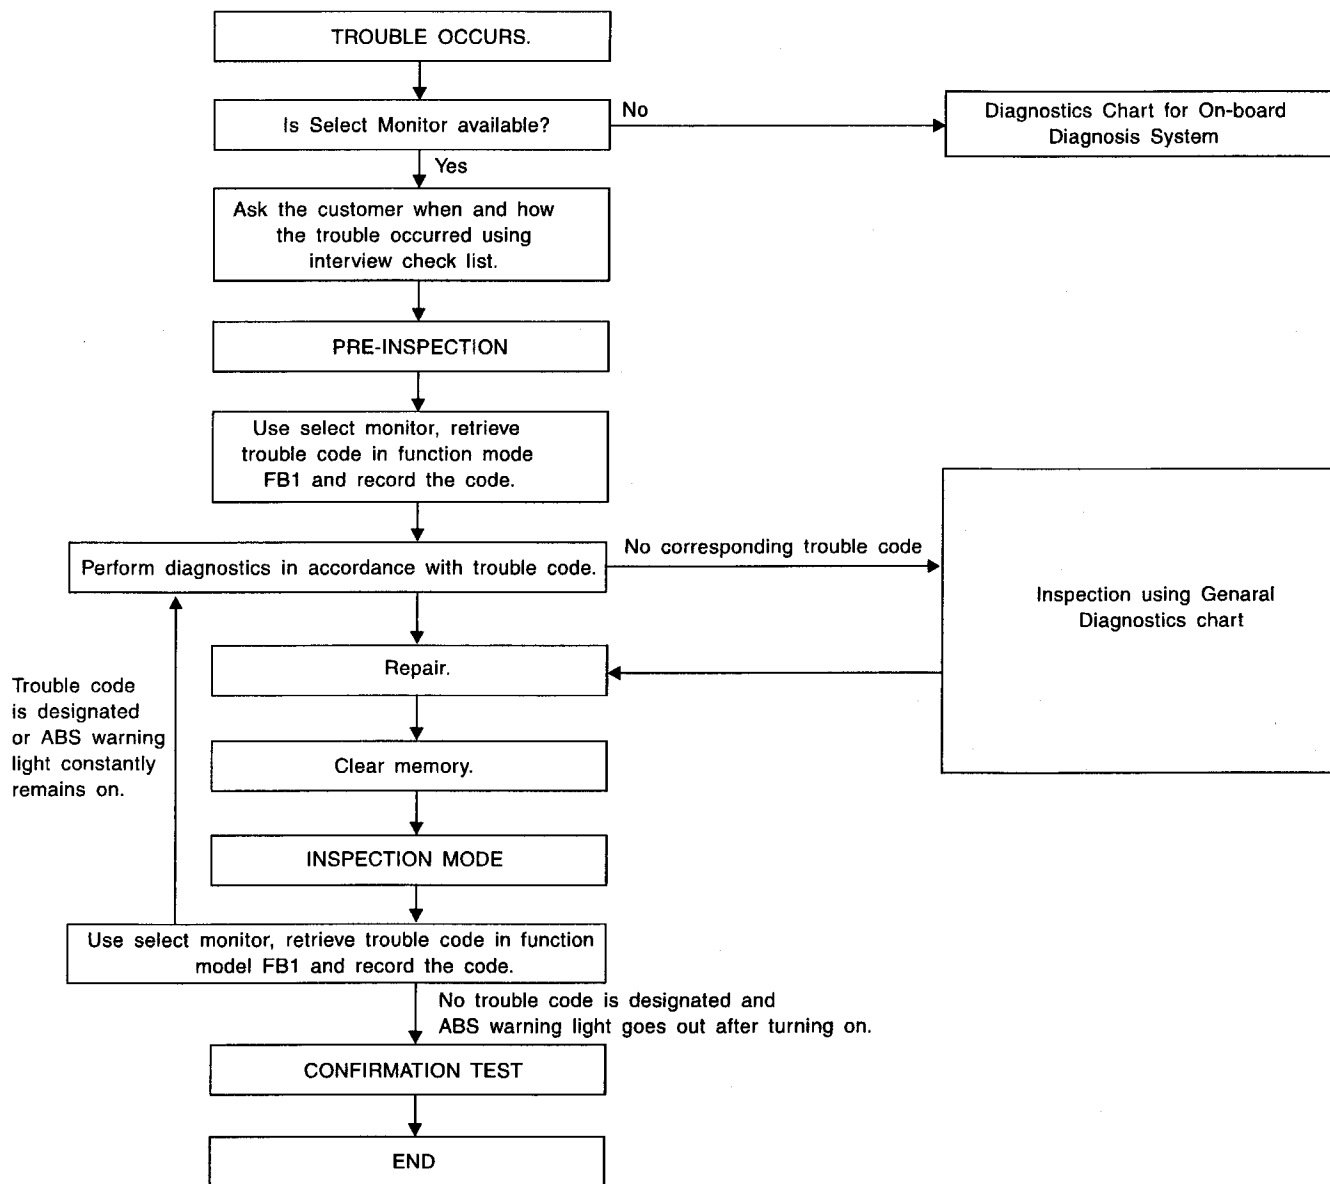 TROUBLE OCCURS.
Is Select Monitor available?
No
Diagnostics Chart for On-board
Diagnosis System
Yes
Ask the customer when and how
the trouble occurred using
interview check list.
PRE-INSPECTION
Use select monitor, retrieve
trouble code in function mode
FB1 and record the code.
Perform diagnostics in accordance with trouble code.
No corresponding trouble code
Inspection using Genaral
Diagnostics chart
Repair.
Trouble code
is designated
or ABS warning
light constantly
remains on.
Clear memory.
INSPECTION MODE
Use select monitor, retrieve trouble code in function
model FB1 and record the code.
No trouble code is designated and
ABS warning light goes out after turning on.
CONFIRMATION TEST
END